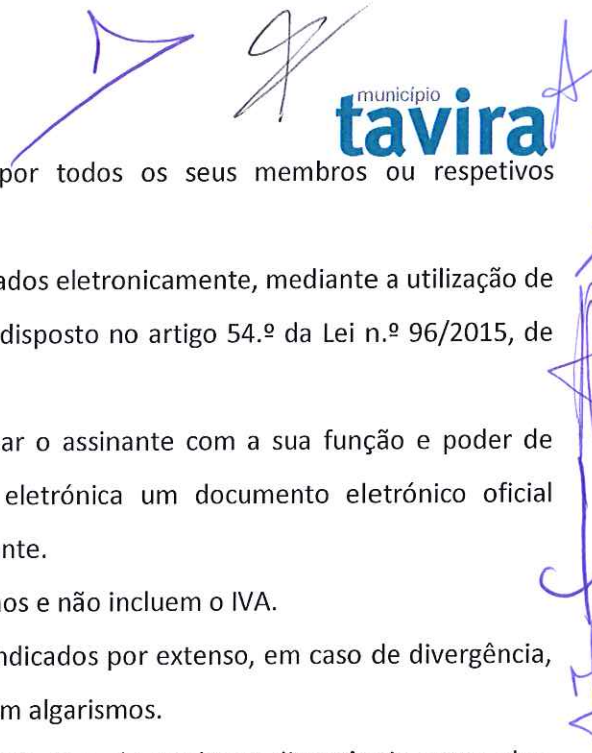 município
tavira
por todos os seus membros ou respetivos
ados eletronicamente, mediante a utilização de
disposto no artigo 54.º da Lei n.º 96/2015, de
ar o assinante com a sua função e poder de
eletrónica um documento eletrónico oficial
nte.
nos e não incluem o IVA.
ndicados por extenso, em caso de divergência,
m algarismos.